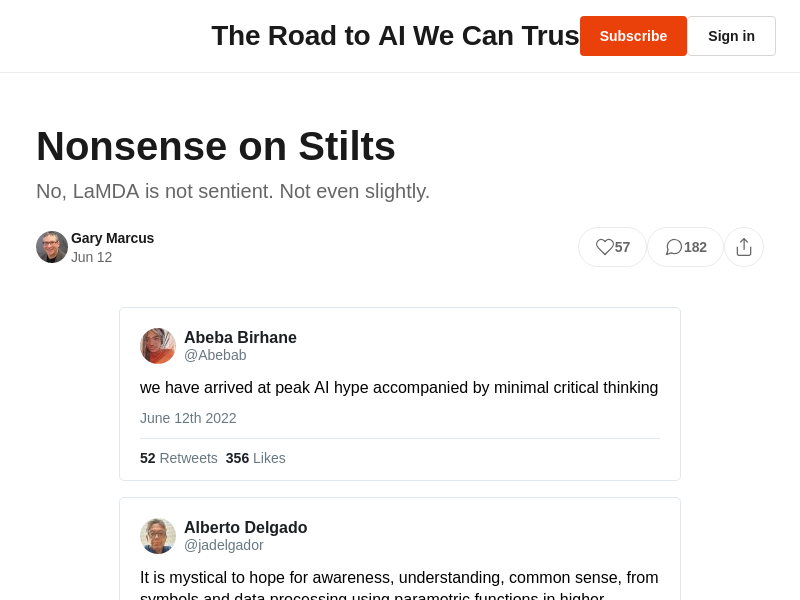 The Road to AI We Can Trus
Subscribe
Sign in
Nonsense on Stilts
No, LaMDA is not sentient. Not even slightly.
Gary Marcus
Jun 12
57
182
Abeba Birhane
@Abebab
we have arrived at peak AI hype accompanied by minimal critical thinking
June 12th 2022
52 Retweets 356 Likes
Alberto Delgado
@jadelgador
It is mystical to hope for awareness, understanding, common sense, from
symbols and data processing using parametric functions in higher